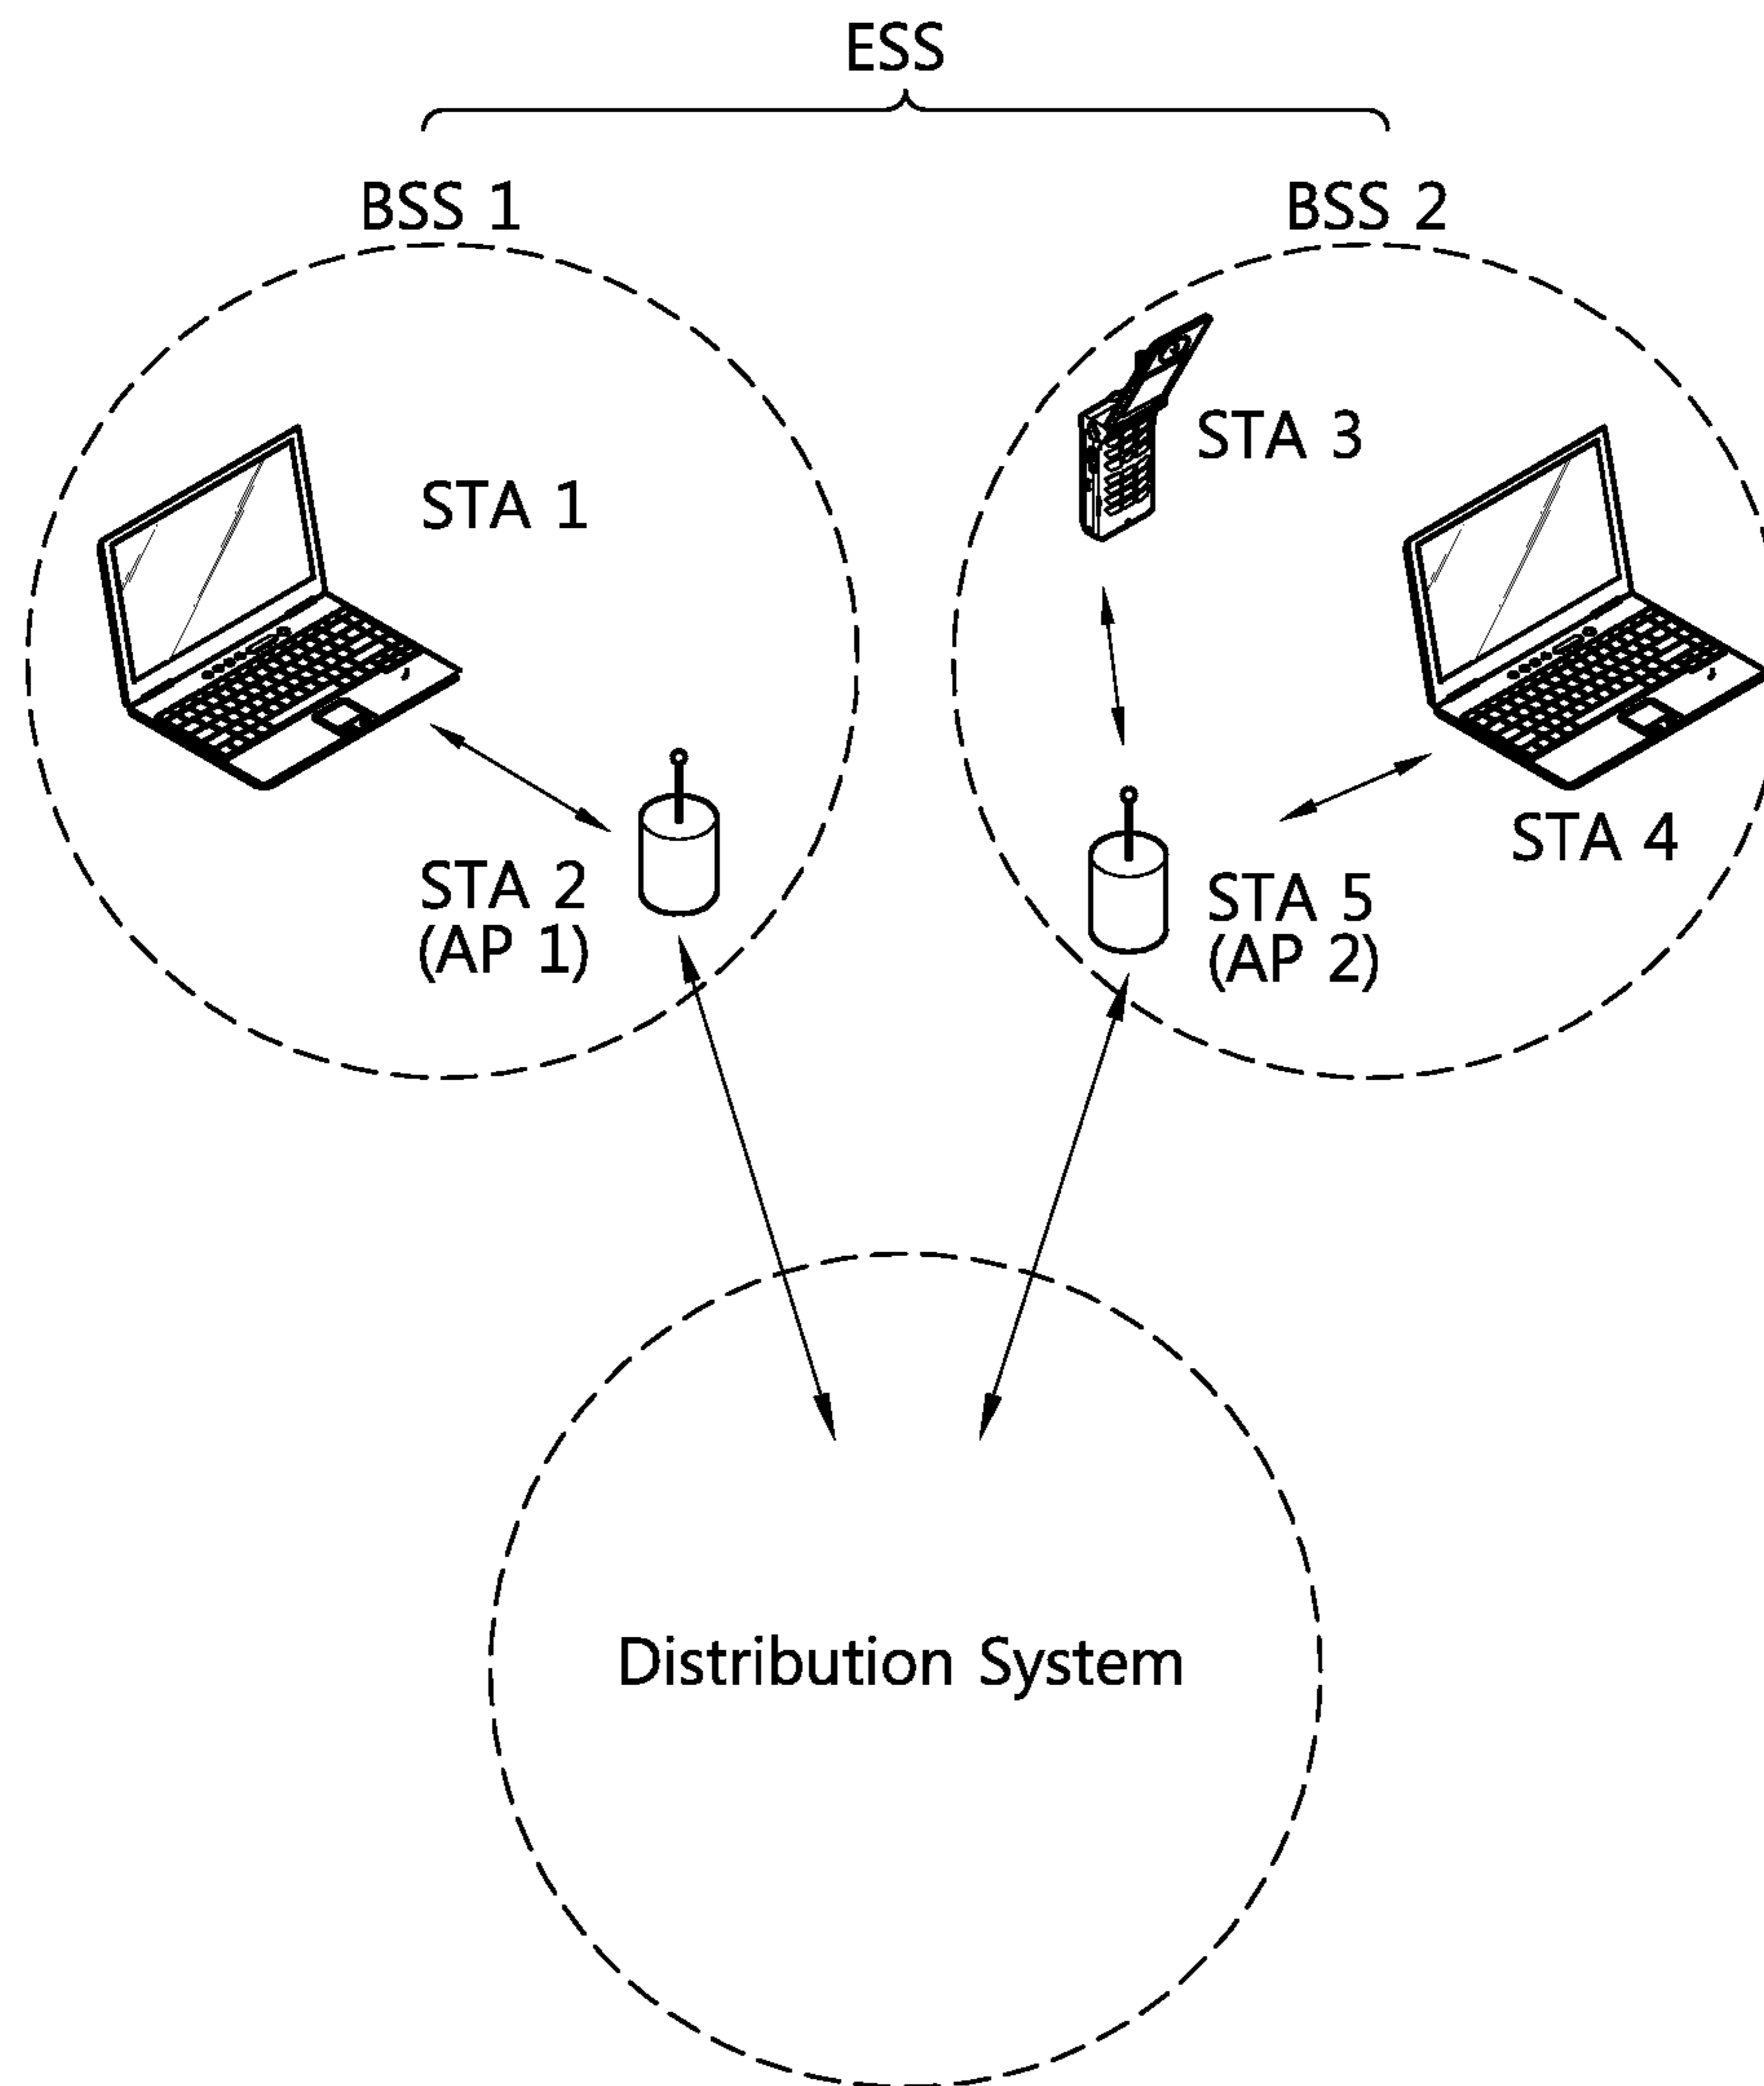 ESS
BSS 1
BSS 2
STA 1
STA 3
STA 2
(AP 1)
STA 5
(AP 2)
STA 4
Distribution System